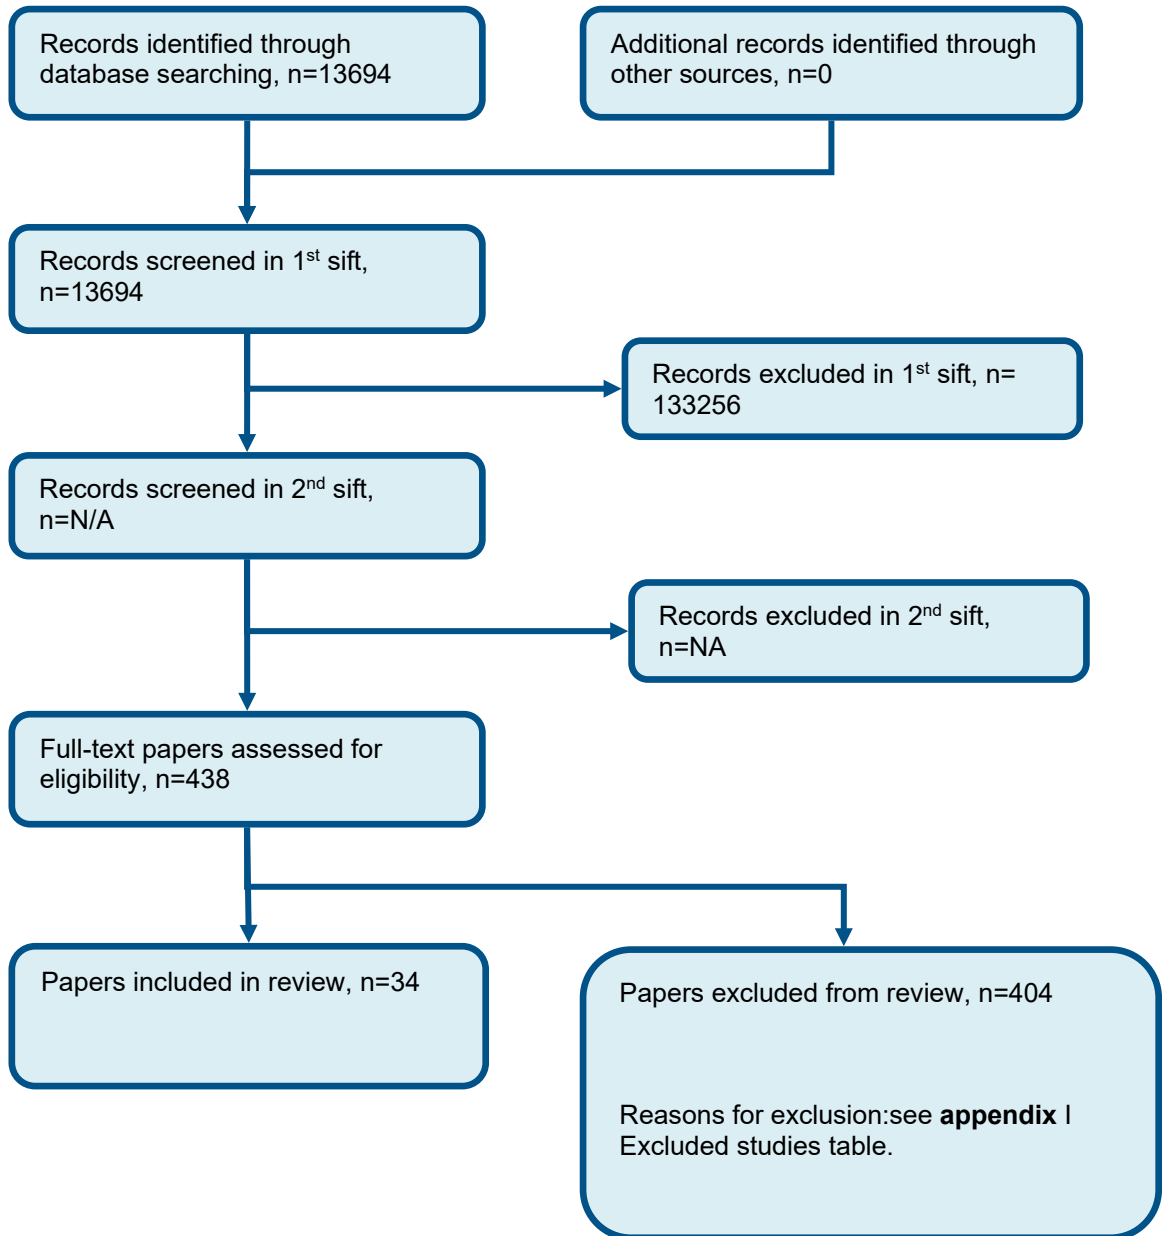 Records identified through
database searching, n=13694
Additional records identified through
other sources, n=0
Records screened in 1st sift,
n=13694
Records excluded in 1st sift, n=
133256
Records screened in 2nd sift,
n=N/A
Records excluded in 2nd sift,
n=NA
Full-text papers assessed for
eligibility, n=438
Papers included in review, n=34
Papers excluded from review, n=404
Reasons for exclusion:see appendix I
Excluded studies table.